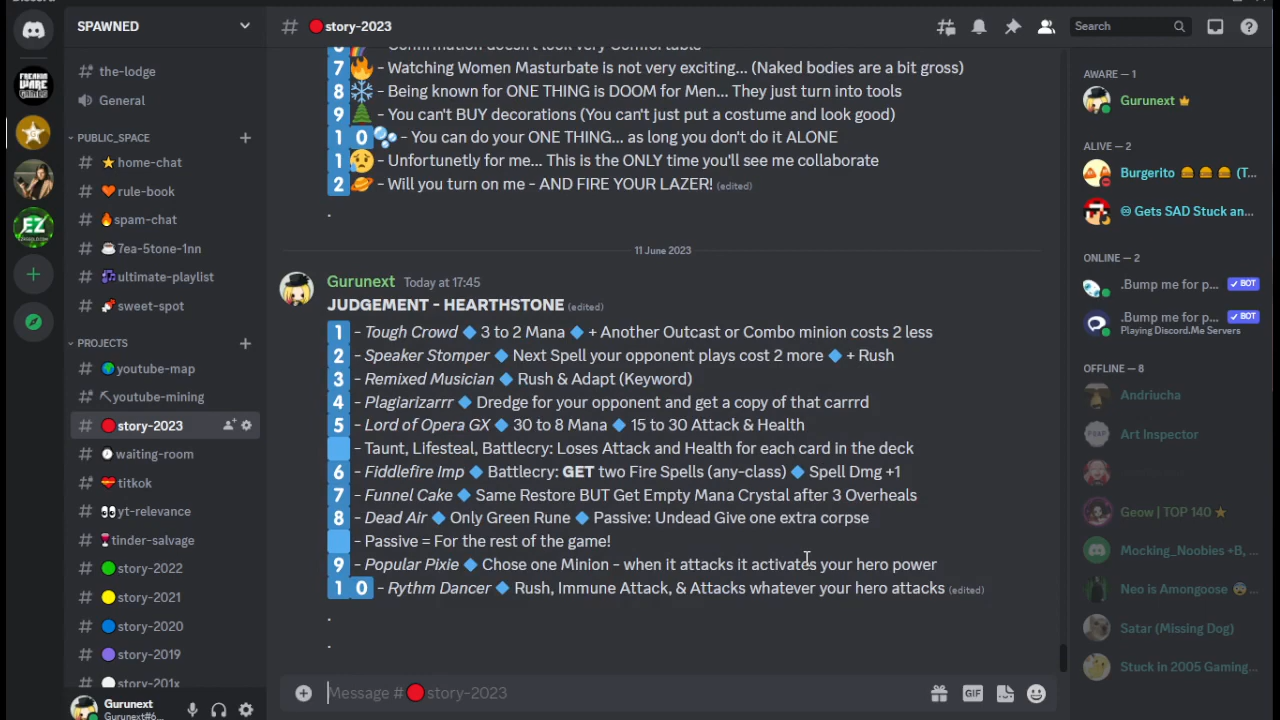 SPAWNED
the-lodge
General
PUBLIC_SPACE
home-chat
rule-book
spam-chat
7ea-5tone-1nn
ultimate-playlist
sweet-spot
PROJECTS
youtube-map
youtube-mining
story-2023
waiting-room
titkok
yt-relevance
tinder-salvage
story-2022
story-2021
story-2020
story-2019
story-201x
Gurunext
Gurunext#6...
story-2023
Search
7 - Watching Women Masturbate is not very exciting... (Naked bodies are a bit gross)
8 - Being known for ONE THING is DOOM for Men... They just turn into tools
9 - You can't BUY decorations (You can't just put a costume and look good)
1 0 - You can do your ONE THING... as long you don't do it ALONE
1 - Unfortunetly for me... This is the ONLY time you'll see me collaborate
2 - Will you turn on me - AND FIRE YOUR LAZER! (edited)
.
11 June 2023
Gurunext Today at 17:45
JUDGEMENT - HEARTHSTONE (edited)
1 - Tough Crowd 🔹 3 to 2 Mana 🔹 + Another Outcast or Combo minion costs 2 less
2 - Speaker Stomper 🔹 Next Spell your opponent plays cost 2 more 🔹 + Rush
3 - Remixed Musician 🔹 Rush & Adapt (Keyword)
4 - Plagiarizarrr 🔹 Dredge for your opponent and get a copy of that carrrd
5 - Lord of Opera GX 🔹 30 to 8 Mana 🔹 15 to 30 Attack & Health
- Taunt, Lifesteal, Battlecry: Loses Attack and Health for each card in the deck
6 - Fiddlefire Imp 🔹 Battlecry: GET two Fire Spells (any-class) 🔹 Spell Dmg +1
7 - Funnel Cake 🔹 Same Restore BUT Get Empty Mana Crystal after 3 Overheals
8 - Dead Air 🔹 Only Green Rune 🔹 Passive: Undead Give one extra corpse
- Passive = For the rest of the game!
9 - Popular Pixie 🔹 Chose one Minion - when it attacks it activates your hero power
1 0 - Rythm Dancer 🔹 Rush, Immune Attack, & Attacks whatever your hero attacks (edited)
.
.
Message # story-2023
GIF
AWARE — 1
Gurunext
ALIVE — 2
Burgerito 🍔 🍔 🍔 (T...
Gets SAD Stuck an...
ONLINE — 2
.Bump me for p... ✓ BOT
.Bump me for p... ✓ BOT
Playing Discord.Me Servers
OFFLINE — 8
Andriucha
Art Inspector
Geow | TOP 140
Mocking_Noobies +B, ...
Neo is Amongoose ...
Satar (Missing Dog)
Stuck in 2005 Gaming...